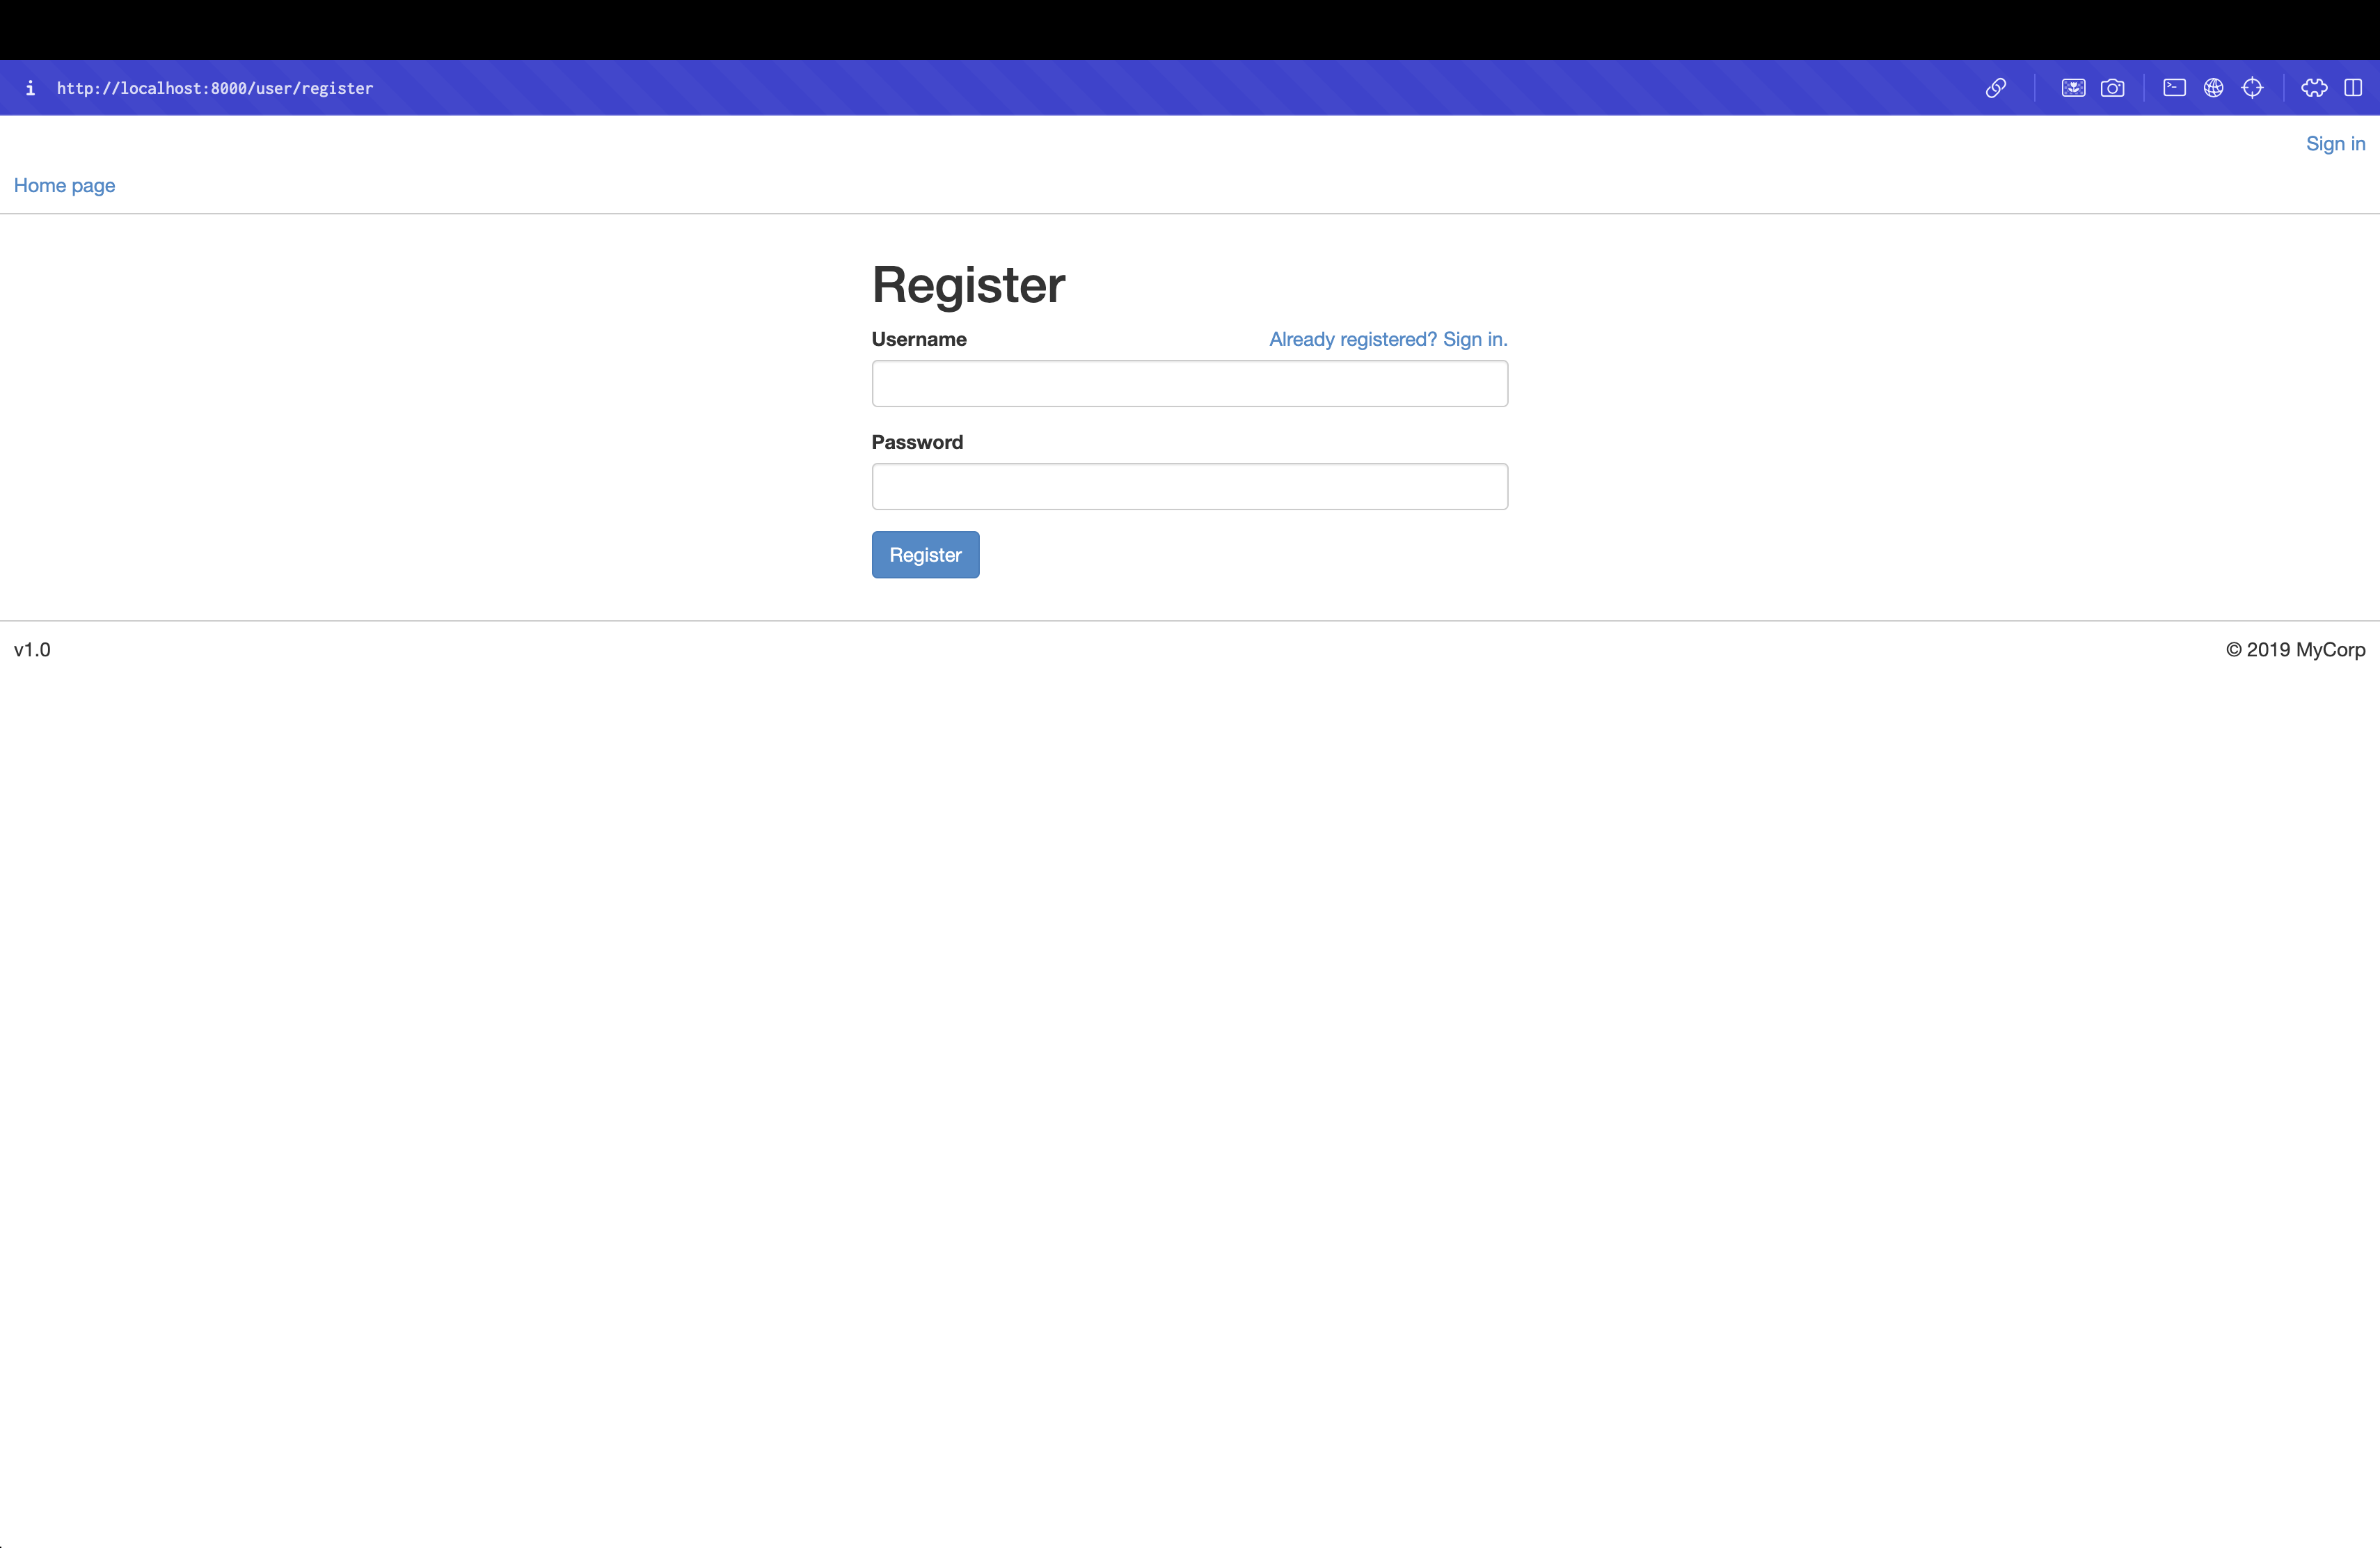 i http://localhost:8000/user/register
Sign in
Home page
Register
Username Already registered? Sign in.
Password
Register
v1.0 © 2019 MyCorp